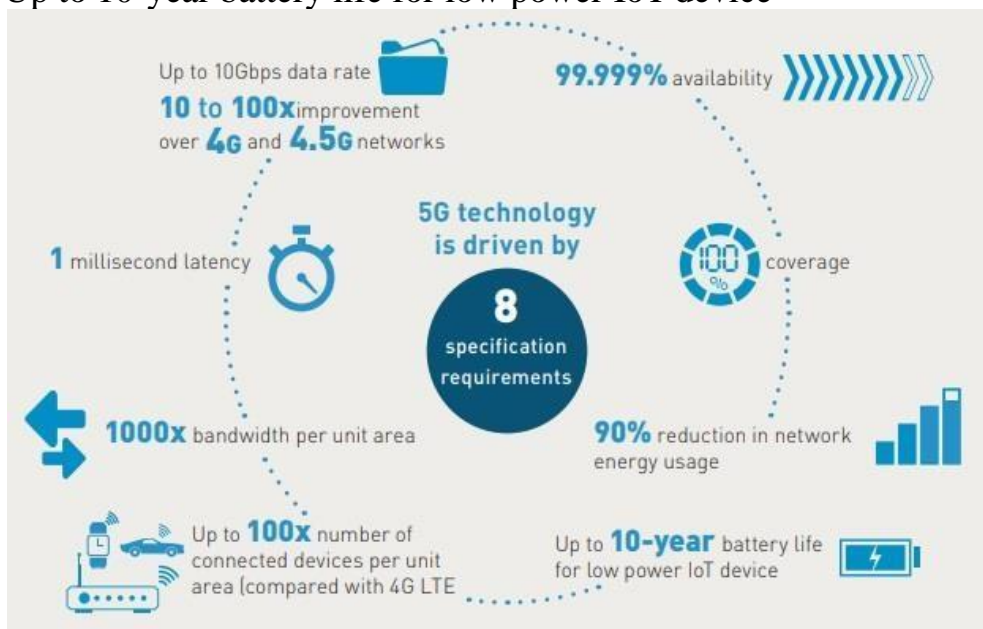 Up to 10-year battery life for low power IoT device
Up to 10Gbps data rate
10 to 100x improvement
over 4G and 4.5G networks
99.999% availability
5G technology
is driven by
8
specification
requirements
1 millisecond latency
100
%
coverage
1000x bandwidth per unit area
90% reduction in network
energy usage
Up to 100x number of
connected devices per unit
area (compared with 4G LTE
Up to 10-year battery life
for low power IoT device